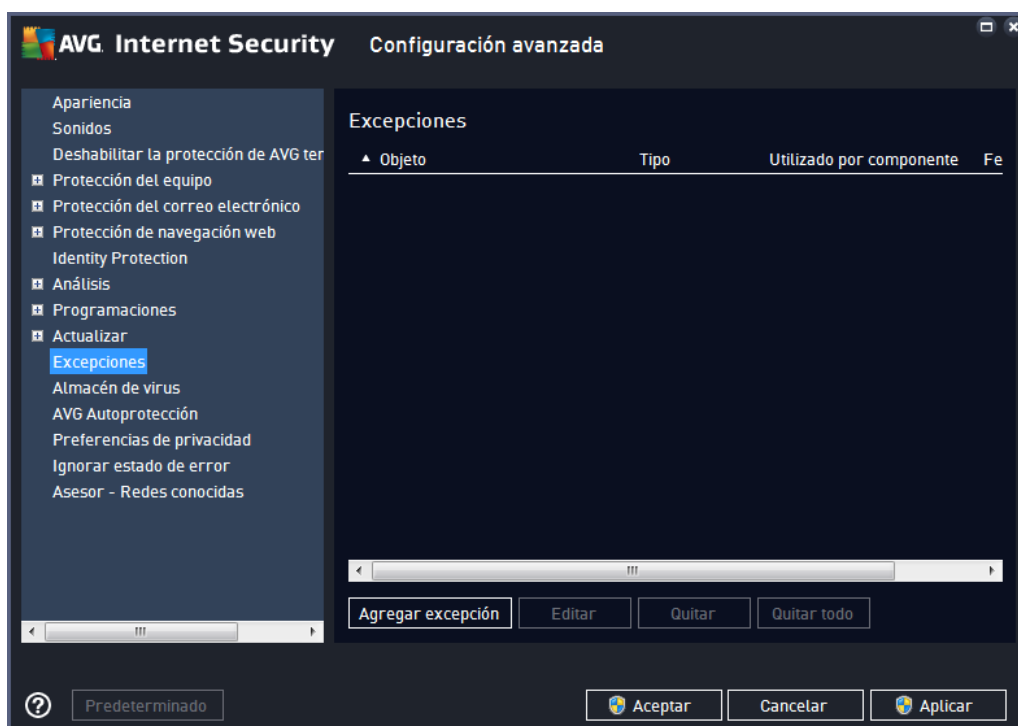 AVG. Internet Security Configuración avanzada
Apariencia
Sonidos
Deshabilitar la protección de AVG ter
Protección del equipo
Protección del correo electrónico
Protección de navegación web
Identity Protection
Análisis
Programaciones
Actualizar
Excepciones
Almacén de virus
AVG Autoprotección
Preferencias de privacidad
Ignorar estado de error
Asesor - Redes conocidas
Excepciones
Objeto Tipo Utilizado por componente Fe
Agregar excepción Editar Quitar Quitar todo
? Predeterminado Aceptar Cancelar Aplicar